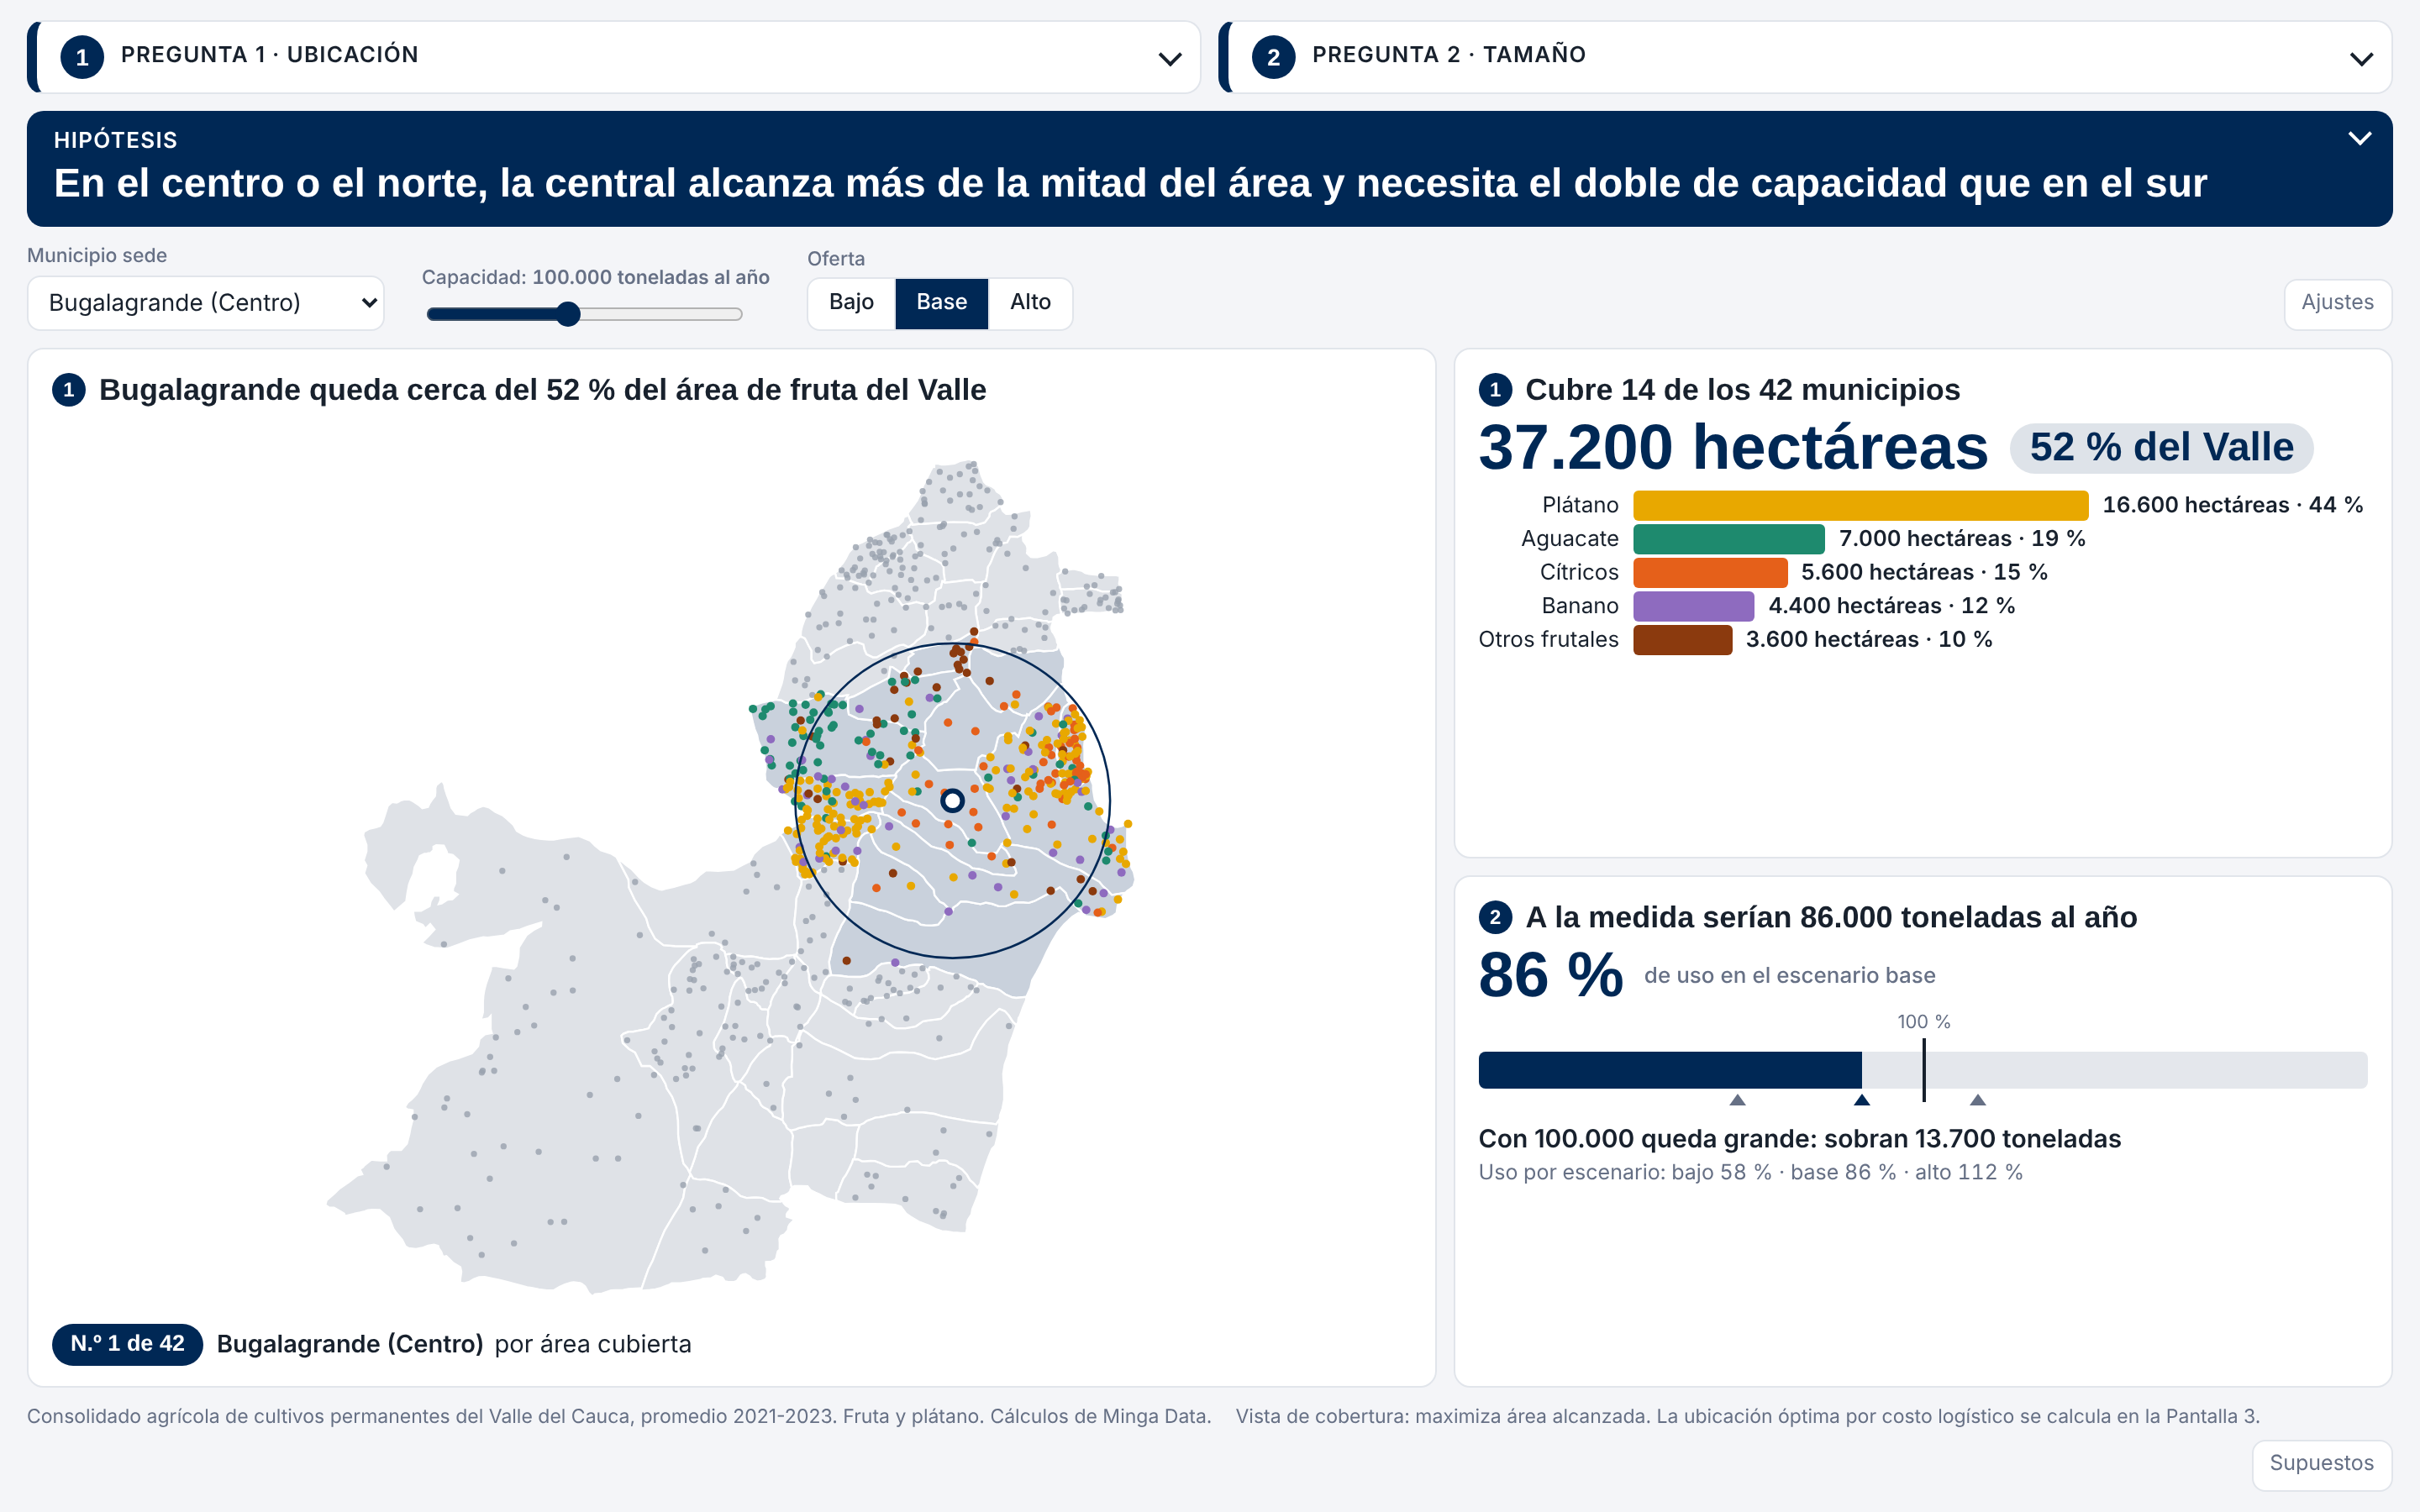 1 PREGUNTA 1 · UBICACIÓN
2 PREGUNTA 2 · TAMAÑO
HIPÓTESIS
En el centro o el norte, la central alcanza más de la mitad del área y necesita el doble de capacidad que en el sur
Municipio sede
Bugalagrande (Centro)
Capacidad: 100.000 toneladas al año
Oferta
Bajo Base Alto
Ajustes
1 Bugalagrande queda cerca del 52 % del área de fruta del Valle
N.º 1 de 42 Bugalagrande (Centro) por área cubierta
1 Cubre 14 de los 42 municipios
37.200 hectáreas 52 % del Valle
Plátano 16.600 hectáreas · 44 %
Aguacate 7.000 hectáreas · 19 %
Cítricos 5.600 hectáreas · 15 %
Banano 4.400 hectáreas · 12 %
Otros frutales 3.600 hectáreas · 10 %
2 A la medida serían 86.000 toneladas al año
86 % de uso en el escenario base
100 %
Con 100.000 queda grande: sobran 13.700 toneladas
Uso por escenario: bajo 58 % · base 86 % · alto 112 %
Consolidado agrícola de cultivos permanentes del Valle del Cauca, promedio 2021-2023. Fruta y plátano. Cálculos de Minga Data. Vista de cobertura: maximiza área alcanzada. La ubicación óptima por costo logístico se calcula en la Pantalla 3.
Supuestos